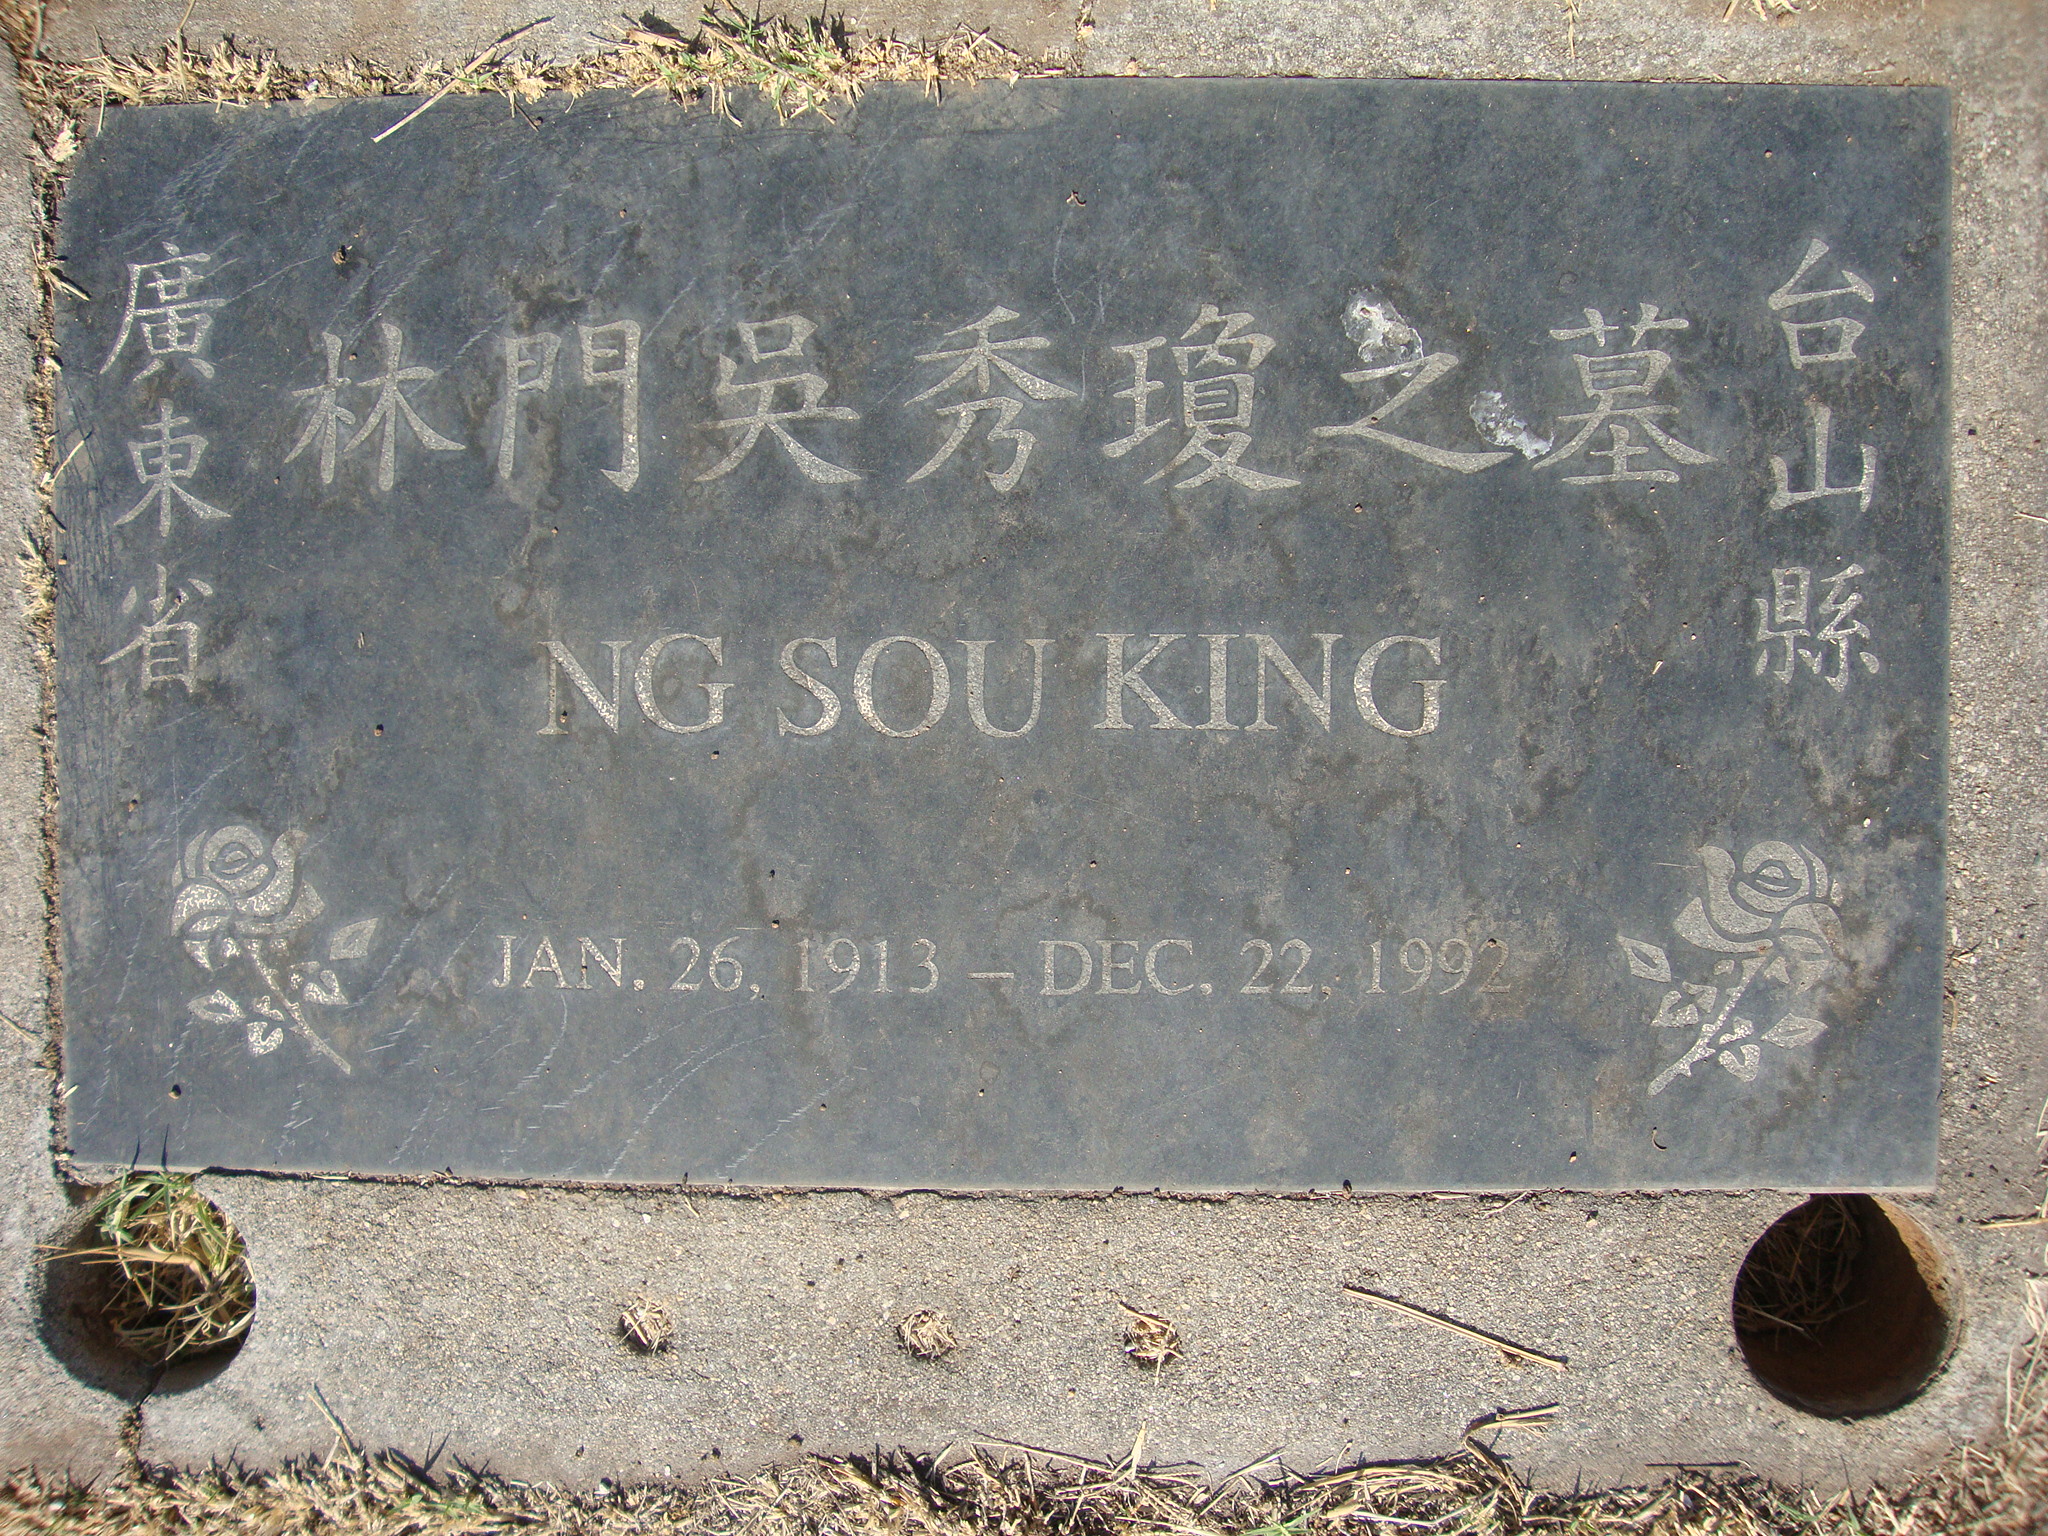 廣東省
林門吳秀瓊之墓
台山縣
NG SOU KING
JAN. 26, 1913 – DEC. 22, 1992